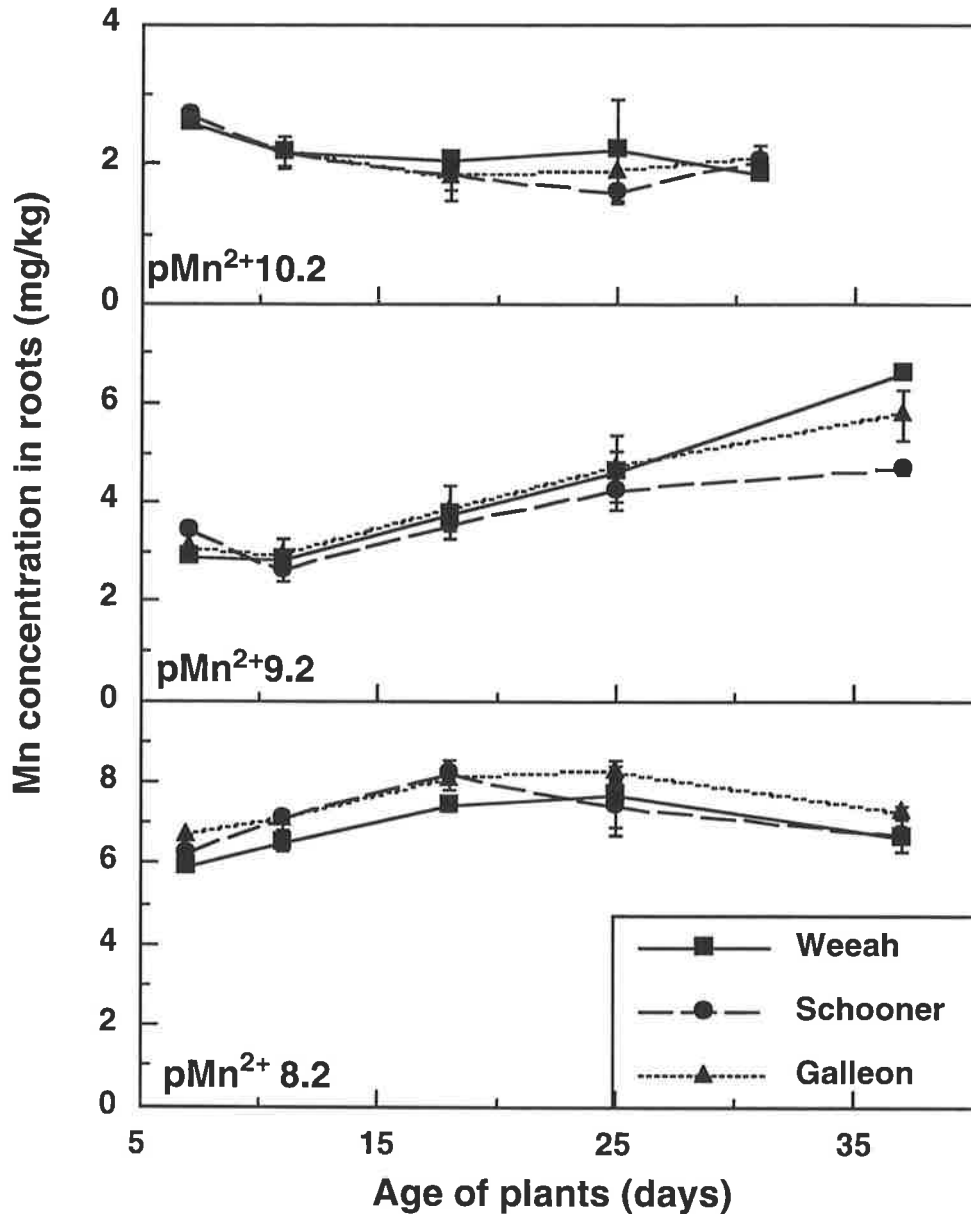 Mn concentration in roots (mg/kg)
4
2
0
pMn²⁺10.2
6
4
2
0
pMn²⁺9.2
8
6
4
2
0
pMn²⁺ 8.2
Weeah
Schooner
Galleon
5 15 25 35
Age of plants (days)